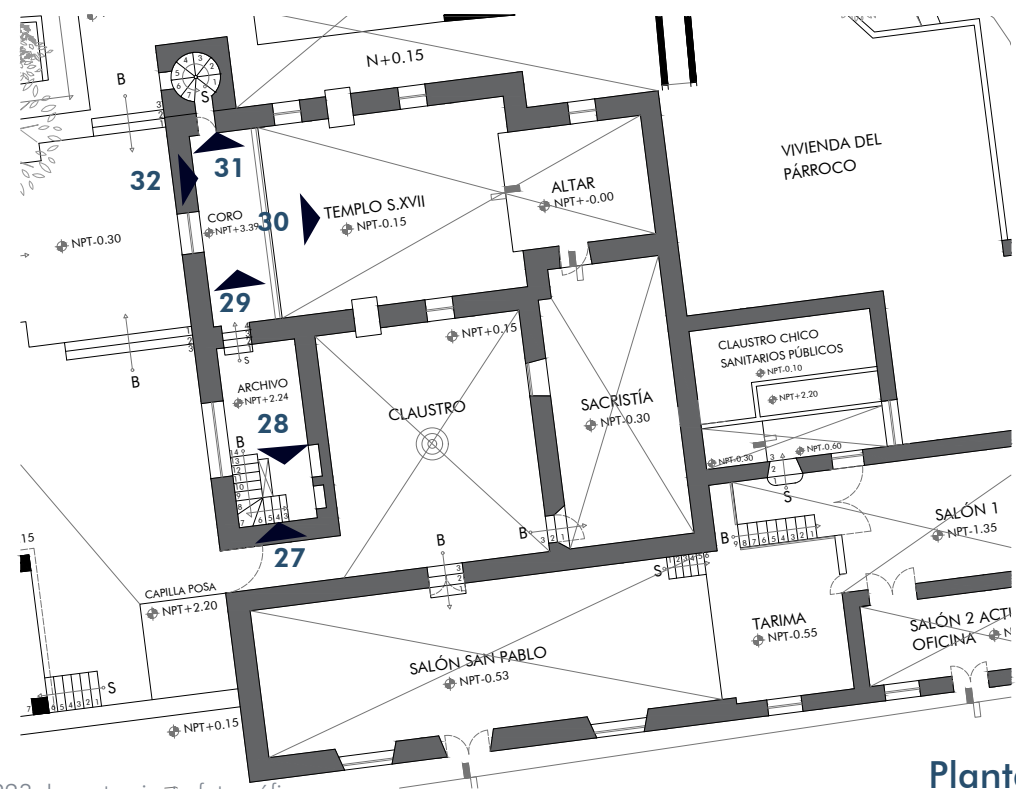 N+0.15
B
S
VIVIENDA DEL
PÁRROCO
31
32
ALTAR
NPT+-0.00
TEMPLO S.XVII
NPT-0.15
CORO
NPT+3.39
30
NPT-0.30
29
NPT+0.15
S
B
CLAUSTRO CHICO
SANITARIOS PÚBLICOS
NPT-0.10
NPT+2.20
ARCHIVO
NPT+2.24
CLAUSTRO
SACRISTÍA
NPT-0.30
28
B
NPT-0.30
NPT-0.60
S
SALÓN 1
NPT-1.35
15
B
B
B
27
S
CAPILLA POSA
NPT+2.20
TARIMA
NPT-0.55
SALÓN 2 ACTI
OFICINA
SALÓN SAN PABLO
NPT-0.53
S
NPT+0.15
Planta